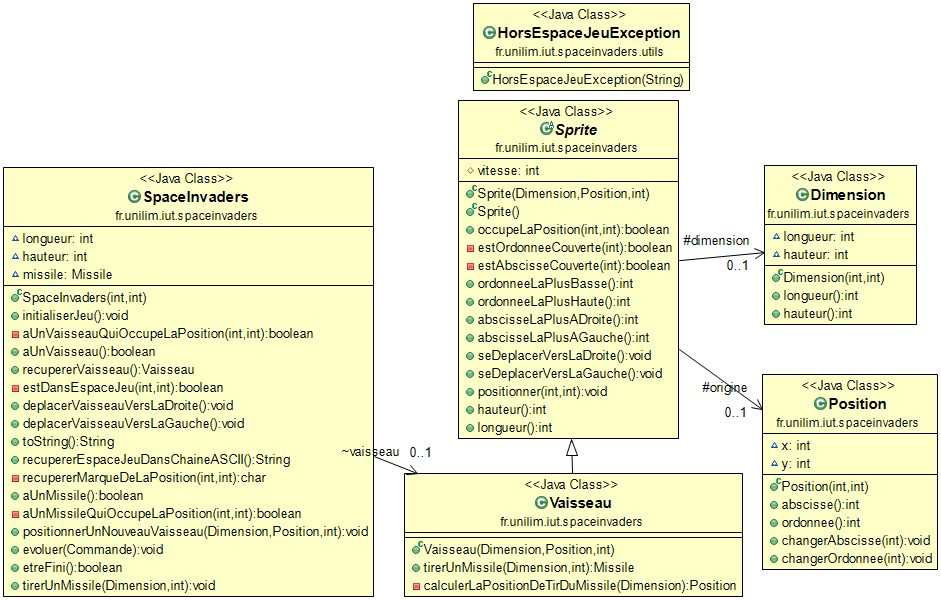 <<Java Class>>
HorsEspaceJeuException
fr.unilim.iut.spaceinvaders.utils
HorsEspaceJeuException(String)
<<Java Class>>
Sprite
fr.unilim.iut.spaceinvaders
vitesse: int
Sprite(Dimension,Position,int)
Sprite()
occupeLaPosition(int,int):boolean
estOrdonneeCouverte(int):boolean
estAbscisseCouverte(int):boolean
ordonneeLaPlusBasse():int
ordonneeLaPlusHaute():int
abscisseLaPlusADroite():int
abscisseLaPlusAGauche():int
seDeplacerVersLaDroite():void
seDeplacerVersLaGauche():void
positionner(int,int):void
hauteur():int
longueur():int
<<Java Class>>
SpaceInvaders
fr.unilim.iut.spaceinvaders
longueur: int
hauteur: int
missile: Missile
SpaceInvaders(int,int)
initialiserJeu():void
aUnVaisseauQuiOccupeLaPosition(int,int):boolean
aUnVaisseau():boolean
recupererVaisseau():Vaisseau
estDansEspaceJeu(int,int):boolean
deplacerVaisseauVersLaDroite():void
deplacerVaisseauVersLaGauche():void
toString():String
recupererEspaceJeuDansChaineASCII():String
recupererMarqueDeLaPosition(int,int):char
aUnMissile():boolean
aUnMissileQuiOccupeLaPosition(int,int):boolean
positionnerUnNouveauVaisseau(Dimension,Position,int):void
evoluer(Commande):void
etreFini():boolean
tirerUnMissile(Dimension,int):void
<<Java Class>>
Dimension
fr.unilim.iut.spaceinvaders
longueur: int
hauteur: int
Dimension(int,int)
longueur():int
hauteur():int
#dimension
0..1
#origine
0..1
<<Java Class>>
Position
fr.unilim.iut.spaceinvaders
x: int
y: int
Position(int,int)
abscisse():int
ordonnee():int
changerAbscisse(int):void
changerOrdonnee(int):void
~vaisseau 0..1
<<Java Class>>
Vaisseau
fr.unilim.iut.spaceinvaders
Vaisseau(Dimension,Position,int)
tirerUnMissile(Dimension,int):Missile
calculerLaPositionDeTirDuMissile(Dimension):Position